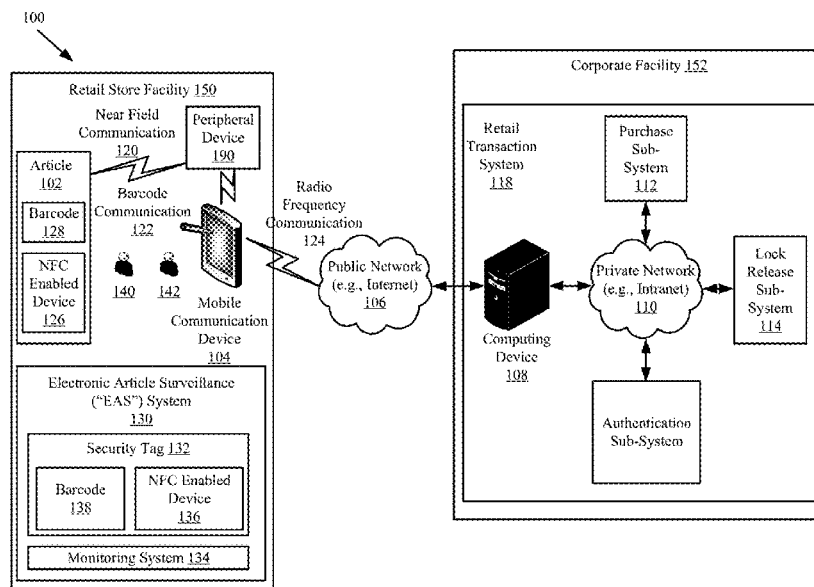 100
Retail Store Facility 150
Near Field
Communication
120
Peripheral
Device
190
Article
102
Barcode
128
NFC
Enabled
Device
126
Barcode
Communication
122
140
142
Mobile
Communication
Device
104
Radio
Frequency
Communication
124
Public Network
(e.g., Internet)
106
Electronic Article Surveillance
("EAS") System
130
Security Tag 132
Barcode
138
NFC Enabled
Device
136
Monitoring System 134
Corporate Facility 152
Retail
Transaction
System
118
Purchase
Sub-
System
112
Computing
Device
108
Private Network
(e.g., Intranet)
110
Lock
Release
Sub-
System
114
Authentication
Sub-System